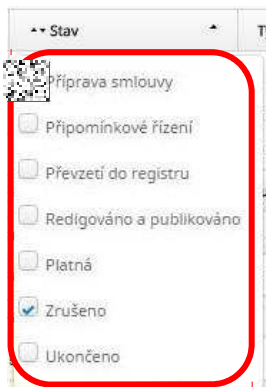 Stav
Příprava smlouvy
Připomínkové řízení
Převzetí do registru
Redigováno a publikováno
Platná
Zrušeno
Ukončeno